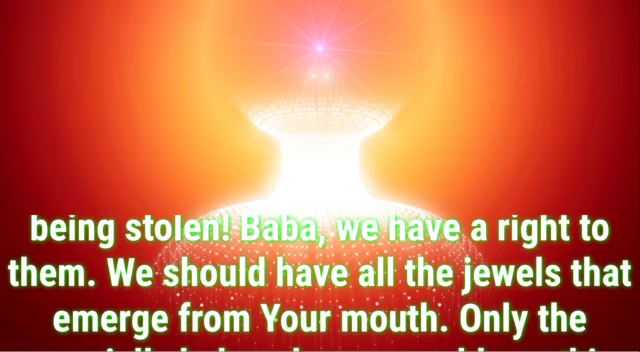 being stolen! Baba, we have a right to
them. We should have all the jewels that
emerge from Your mouth. Only the